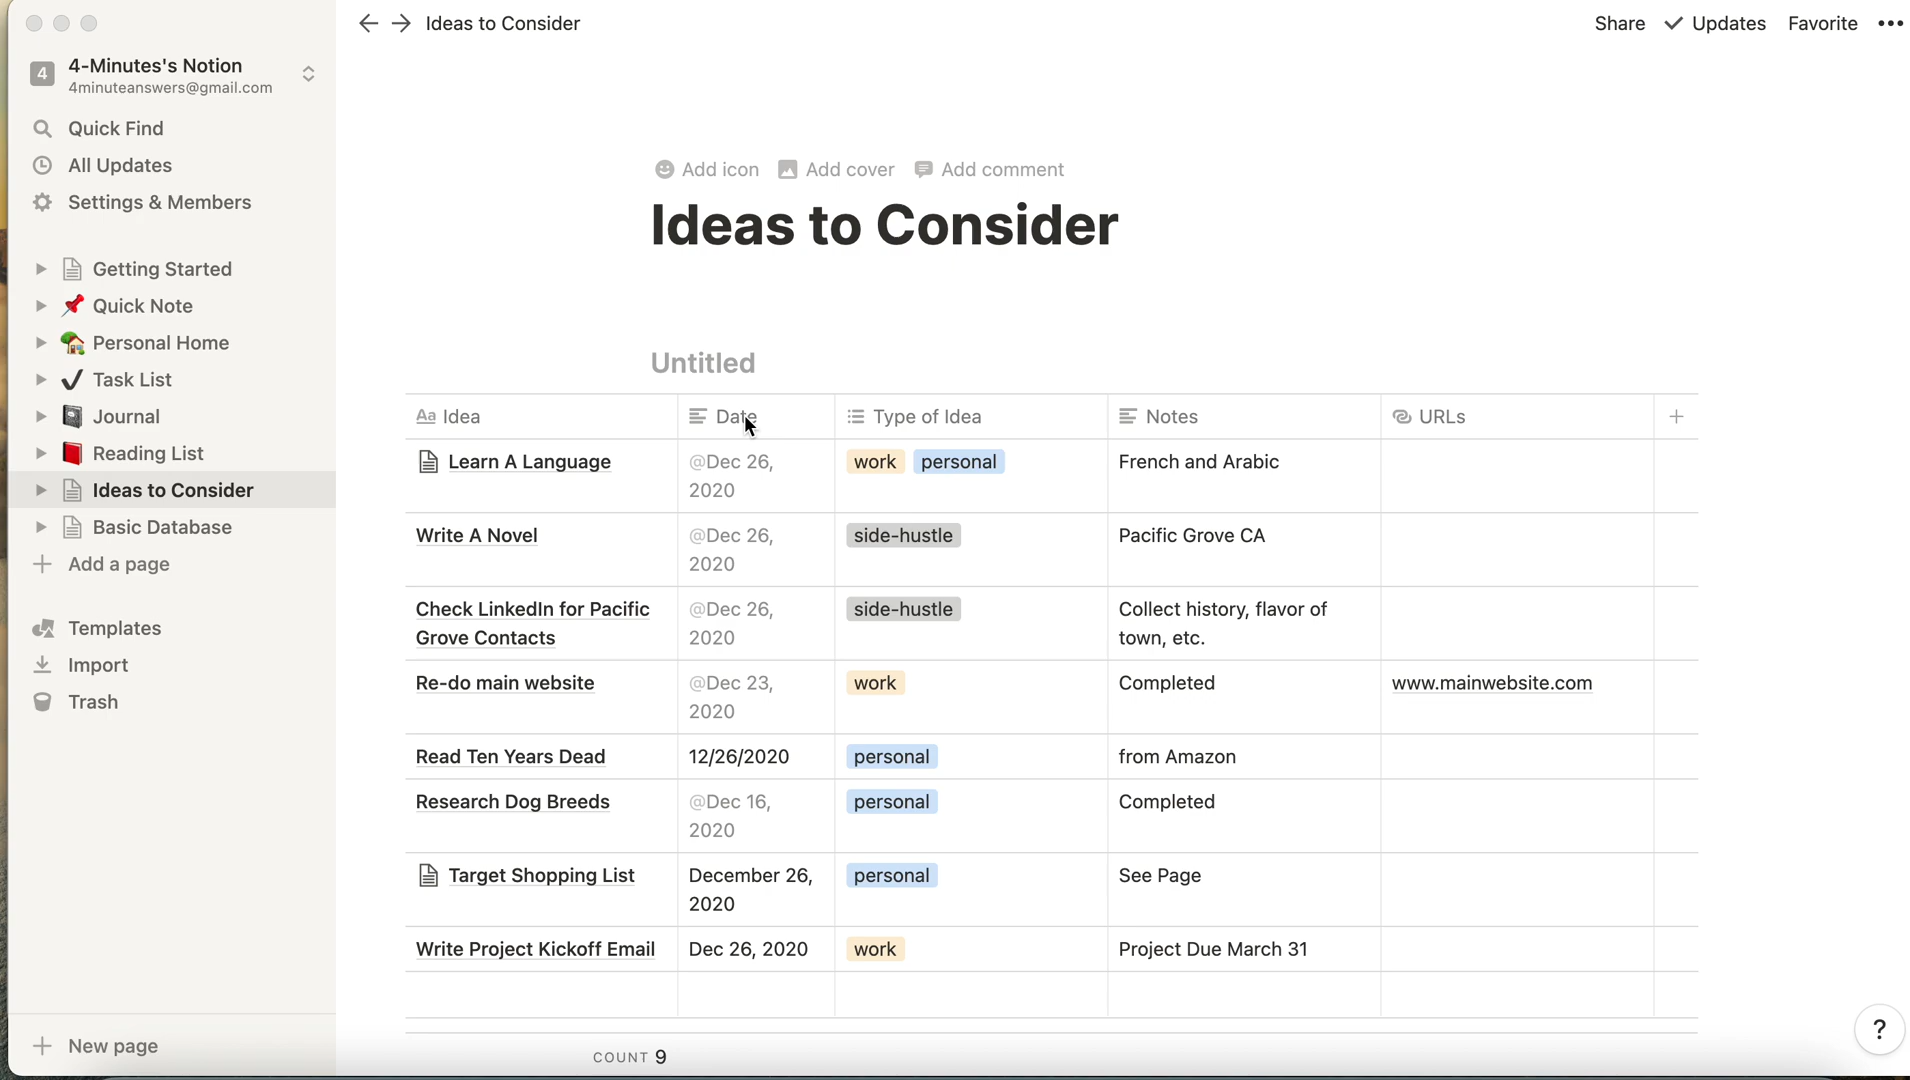 Ideas to Consider
Share
Updates
Favorite
4
4-Minutes's Notion
4minuteanswers@gmail.com
Quick Find
All Updates
Settings & Members
Getting Started
Quick Note
Personal Home
Task List
Journal
Reading List
Ideas to Consider
Basic Database
Add a page
Templates
Import
Trash
New page
Add icon
Add cover
Add comment
Ideas to Consider
Untitled
Aa Idea
Date
Type of Idea
Notes
URLs
Learn A Language
@Dec 26,
2020
work
personal
French and Arabic
Write A Novel
@Dec 26,
2020
side-hustle
Pacific Grove CA
Check LinkedIn for Pacific
Grove Contacts
@Dec 26,
2020
side-hustle
Collect history, flavor of
town, etc.
Re-do main website
@Dec 23,
2020
work
Completed
www.mainwebsite.com
Read Ten Years Dead
12/26/2020
personal
from Amazon
Research Dog Breeds
@Dec 16,
2020
personal
Completed
Target Shopping List
December 26,
2020
personal
See Page
Write Project Kickoff Email
Dec 26, 2020
work
Project Due March 31
COUNT 9
?